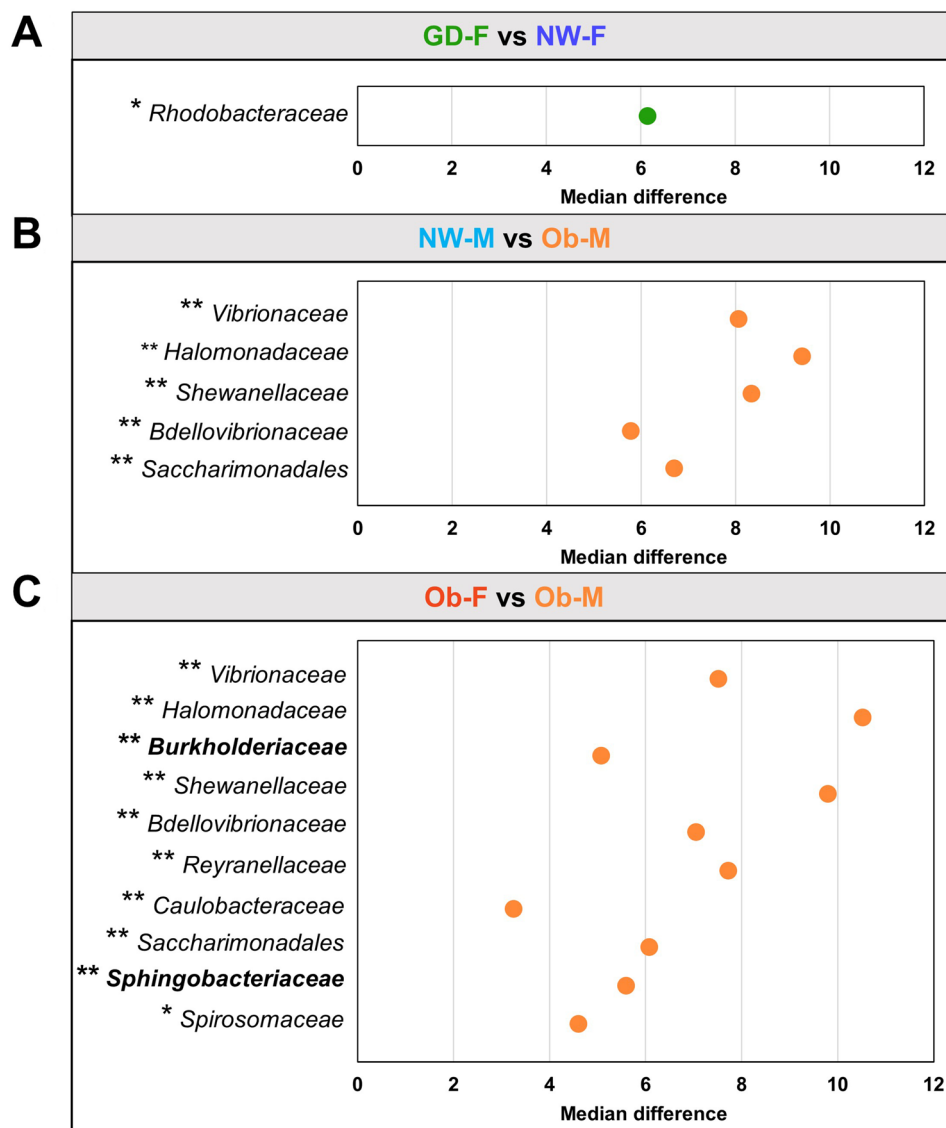 A
GD-F vs NW-F
* Rhodobacteraceae
0 2 4 6 8 10 12
Median difference
B
NW-M vs Ob-M
** Vibrionaceae
** Halomonadaceae
** Shewanellaceae
** Bdellovibrionaceae
** Saccharimonadales
0 2 4 6 8 10 12
Median difference
C
Ob-F vs Ob-M
** Vibrionaceae
** Halomonadaceae
** Burkholderiaceae
** Shewanellaceae
** Bdellovibrionaceae
** Reyranellaceae
** Caulobacteraceae
** Saccharimonadales
** Sphingobacteriaceae
* Spirosomaceae
0 2 4 6 8 10 12
Median difference